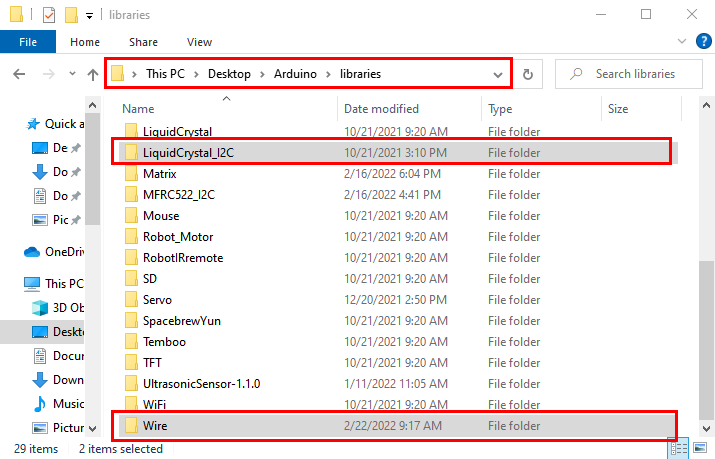 libraries
File Home Share View
This PC Desktop Arduino libraries Search libraries
Name Date modified Type Size
LiquidCrystal 10/21/2021 9:20 AM File folder
LiquidCrystal_I2C 10/21/2021 3:10 PM File folder
Matrix 2/16/2022 6:04 PM File folder
MFRC522_I2C 2/16/2022 4:41 PM File folder
Mouse 10/21/2021 9:20 AM File folder
Robot_Motor 10/21/2021 9:20 AM File folder
RobotIRremote 10/21/2021 9:20 AM File folder
SD 10/21/2021 9:20 AM File folder
Servo 12/20/2021 2:50 PM File folder
SpacebrewYun 10/21/2021 9:20 AM File folder
Temboo 10/21/2021 9:20 AM File folder
TFT 10/21/2021 9:20 AM File folder
UltrasonicSensor-1.1.0 1/11/2022 11:05 AM File folder
WiFi 10/21/2021 9:20 AM File folder
Wire 2/22/2022 9:17 AM File folder
Quick a
De
Do
Do
Pic
OneDriv
This PC
3D Ob
Deskto
Docum
Down
Music
Picture
29 items 2 items selected